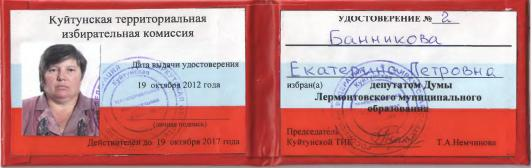 Куйтунская территориальная
избирательная комиссия
Дата выдачи удостоверения
19 октября 2012 года
(личная подпись)
Действителен до 19 октября 2017 года
УДОСТОВЕРЕНИЕ № 2
Банникова
Екатерина Петровна
избран(а) депутатом Думы
Лермонтовского муниципального
образования
Председатель
Куйтунской ТИК Т.А.Немчинова